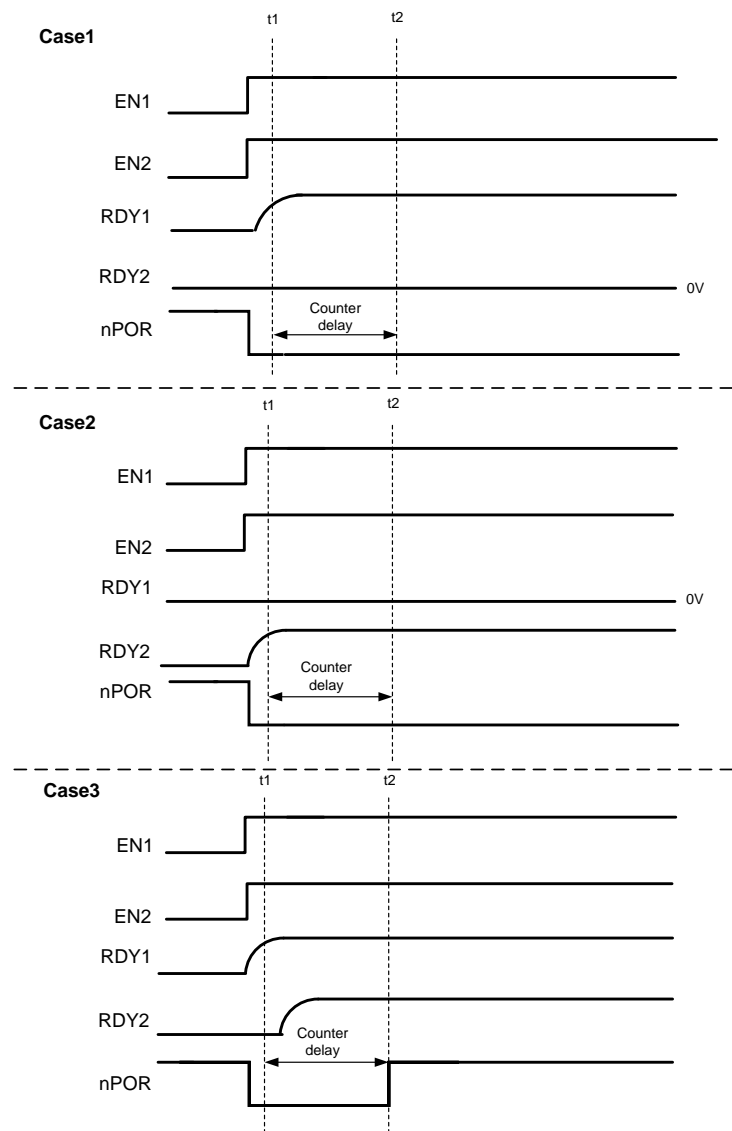 t1
t2
Case1
EN1
EN2
RDY1
RDY2
0V
Counter
delay
nPOR
t1
t2
Case2
EN1
EN2
RDY1
0V
RDY2
Counter
delay
nPOR
t1
t2
Case3
EN1
EN2
RDY1
RDY2
Counter
delay
nPOR